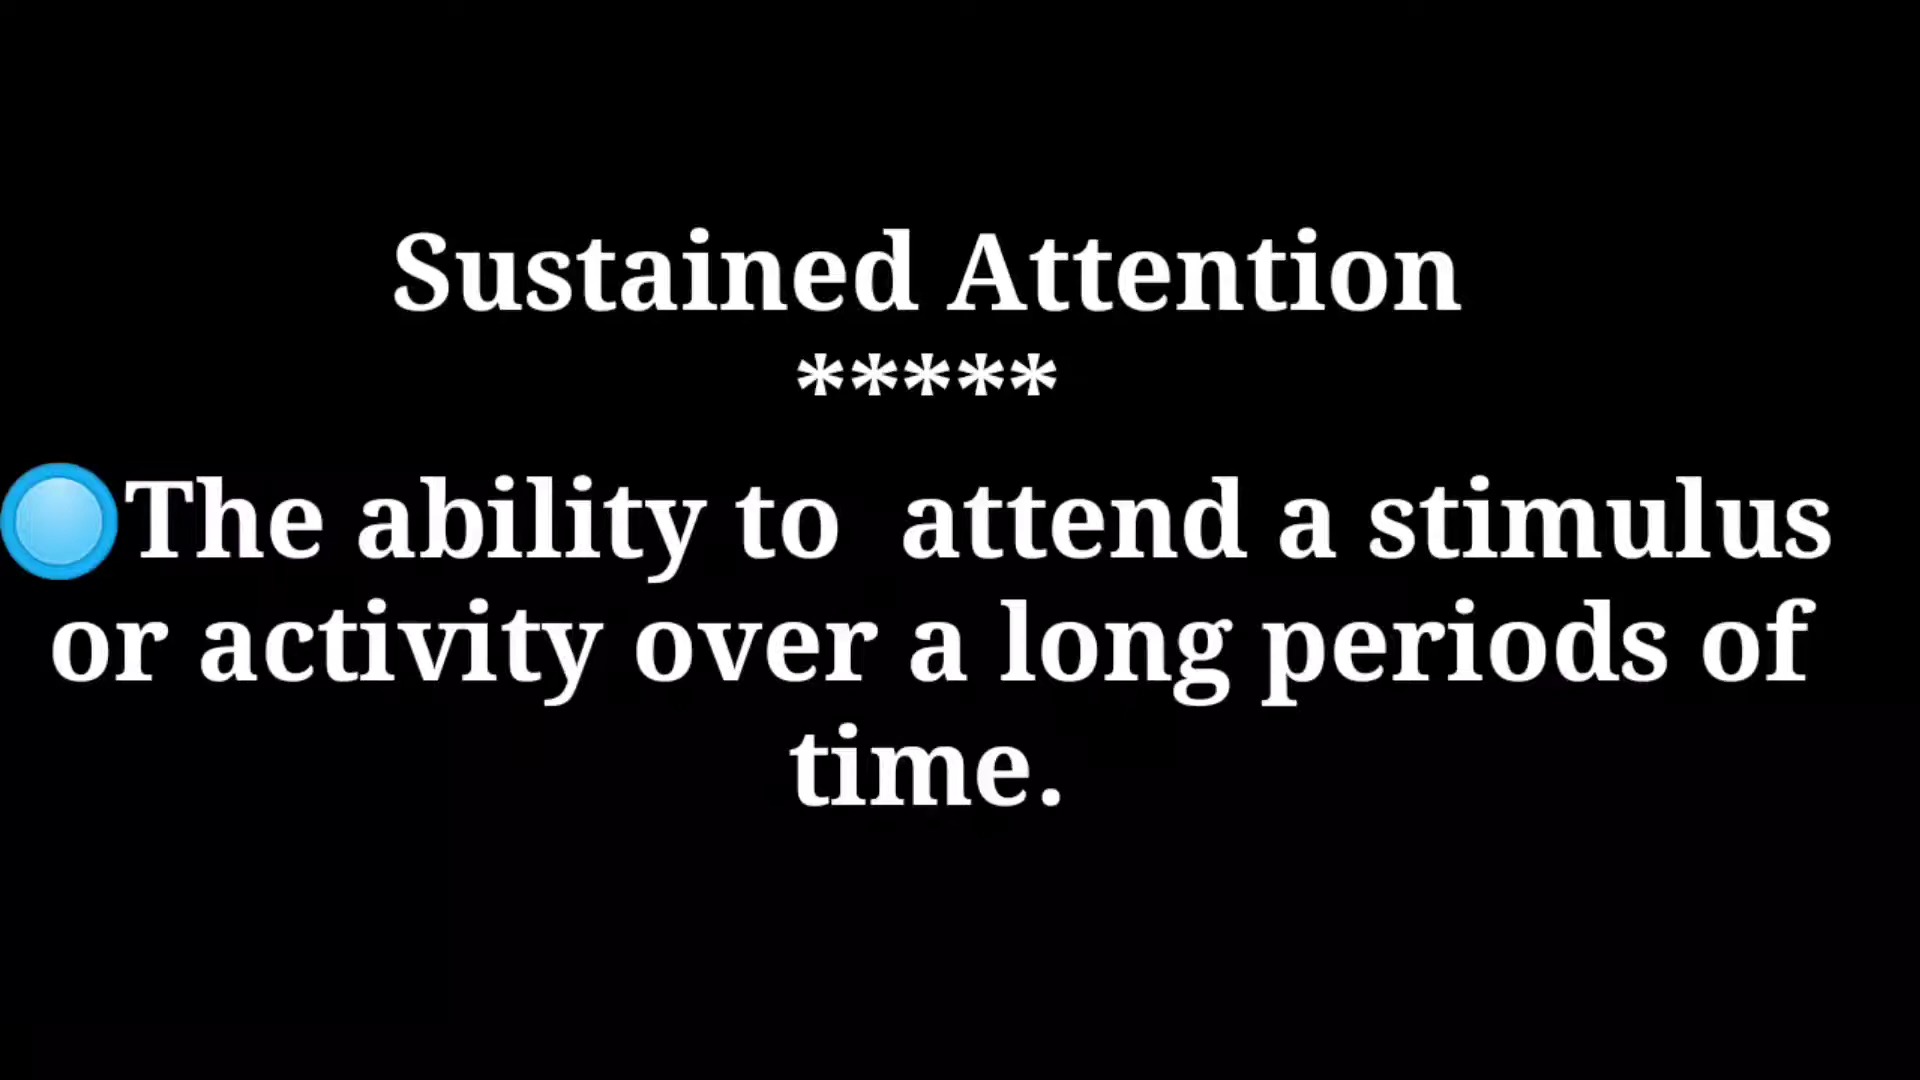 Sustained Attention
*****
The ability to  attend a stimulus
or activity over a long periods of
time.